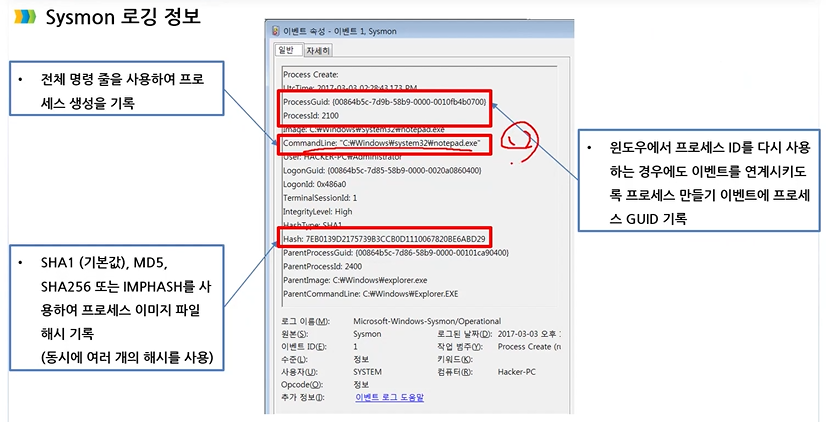 Sysmon 로깅 정보
• 전체 명령 줄을 사용하여 프로
세스 생성을 기록
• SHA1 (기본값), MD5,
SHA256 또는 IMPHASH를 사
용하여 프로세스 이미지 파일
해시 기록
(동시에 여러 개의 해시를 사용)
이벤트 속성 - 이벤트 1, Sysmon
일반 자세히
Process Create:
UtcTime: 2017-03-03 02:28:43.173 PM
ProcessGuid: {00864b5c-7d9b-58b9-0000-0010fb4b0700}
ProcessId: 2100
Image: C:₩Windows₩System32₩notepad.exe
CommandLine: "C:₩Windows₩system32₩notepad.exe"
User: HACKER-PC₩Administrator
LogonGuid: {00864b5c-7d85-58b9-0000-0020a0860400}
LogonId: 0x486a0
TerminalSessionId: 1
IntegrityLevel: High
HashType: SHA1
Hash: 7EB0139D2175739B3CCB0D1110067820BE6ABD29
ParentProcessGuid: {00864b5c-7d86-58b9-0000-00101ca90400}
ParentProcessId: 2400
ParentImage: C:₩Windows₩explorer.exe
ParentCommandLine: C:₩Windows₩Explorer.EXE
로그 이름(M): Microsoft-Windows-Sysmon/Operational
원본(S): Sysmon 로그된 날짜(D): 2017-03-03 오후
이벤트 ID(E): 1 작업 범주(Y): Process Create (
수준(L): 정보 키워드(K):
사용자(U): SYSTEM 컴퓨터(R): Hacker-PC
Opcode(O): 정보
추가 정보(I): 이벤트 로그 도움말
• 윈도우에서 프로세스 ID를 다시 사용
하는 경우에도 이벤트를 연계시키도
록 프로세스 만들기 이벤트에 프로세
스 GUID 기록